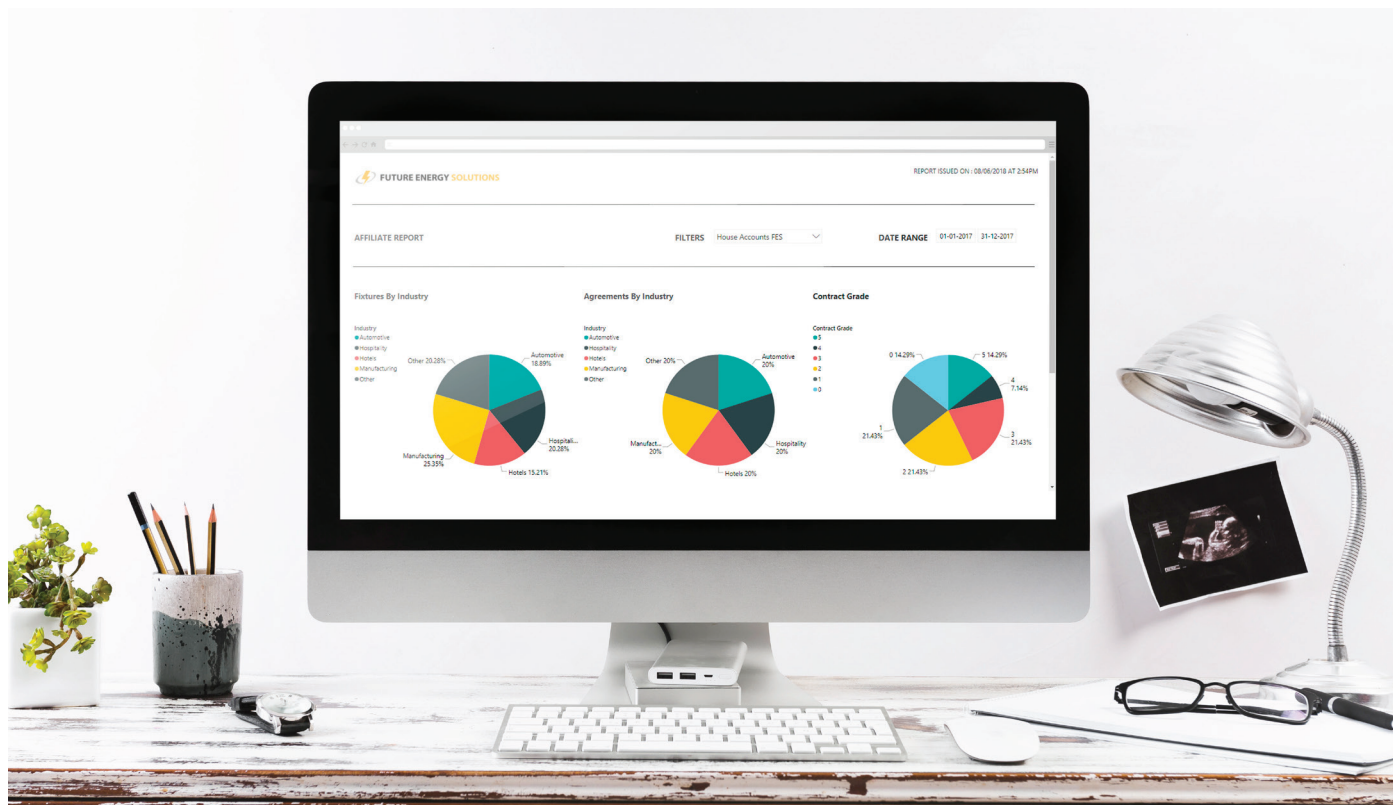 FUTURE ENERGY SOLUTIONS
REPORT ISSUED ON : 08/06/2018 AT 2:54PM
AFFILIATE REPORT
FILTERS House Accounts FES
DATE RANGE 01-01-2017 31-12-2017
Fixtures By Industry
Industry
Automotive
Hospitality
Hotels
Manufacturing
Other
Other 20.28%
Automotive
18.89%
Hospitali...
20.28%
Hotels 15.21%
Manufacturing
25.35%
Agreements By Industry
Industry
Automotive
Hospitality
Hotels
Manufacturing
Other
Other 20%
Automotive
20%
Hospitality
20%
Hotels 20%
Manufact...
20%
Contract Grade
Contract Grade
5
4
3
2
1
0
0 14.29%
5 14.29%
4
7.14%
3
21.43%
2 21.43%
1
21.43%